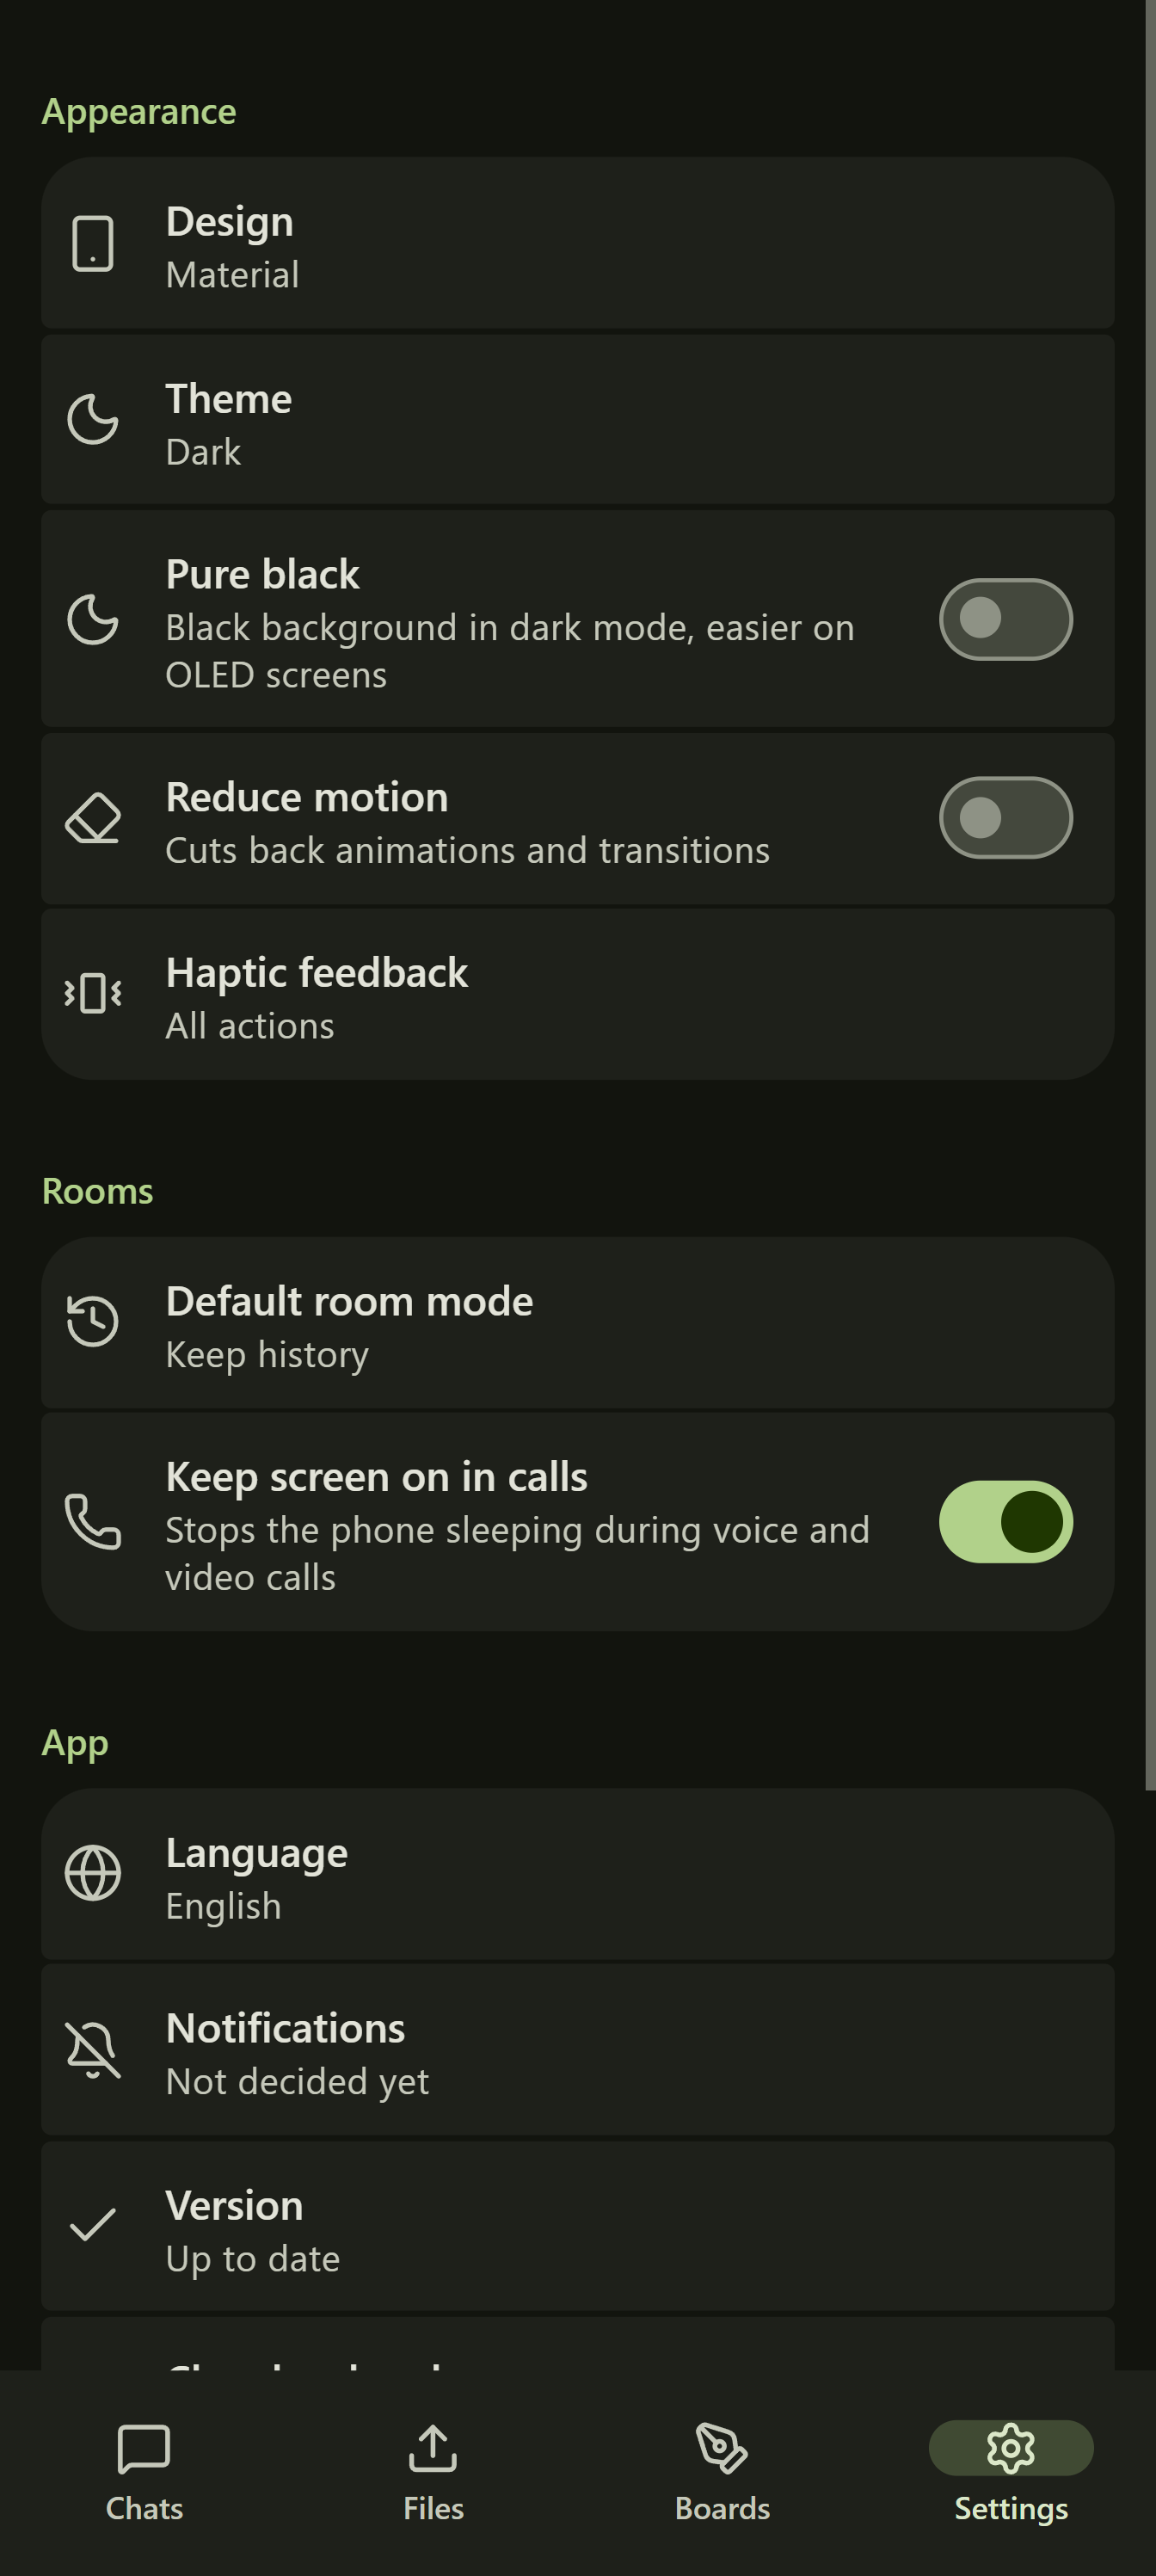 Appearance
Design
Material
Theme
Dark
Pure black
Black background in dark mode, easier on
OLED screens
Reduce motion
Cuts back animations and transitions
Haptic feedback
All actions
Rooms
Default room mode
Keep history
Keep screen on in calls
Stops the phone sleeping during voice and
video calls
App
Language
English
Notifications
Not decided yet
Version
Up to date
Chats
Files
Boards
Settings